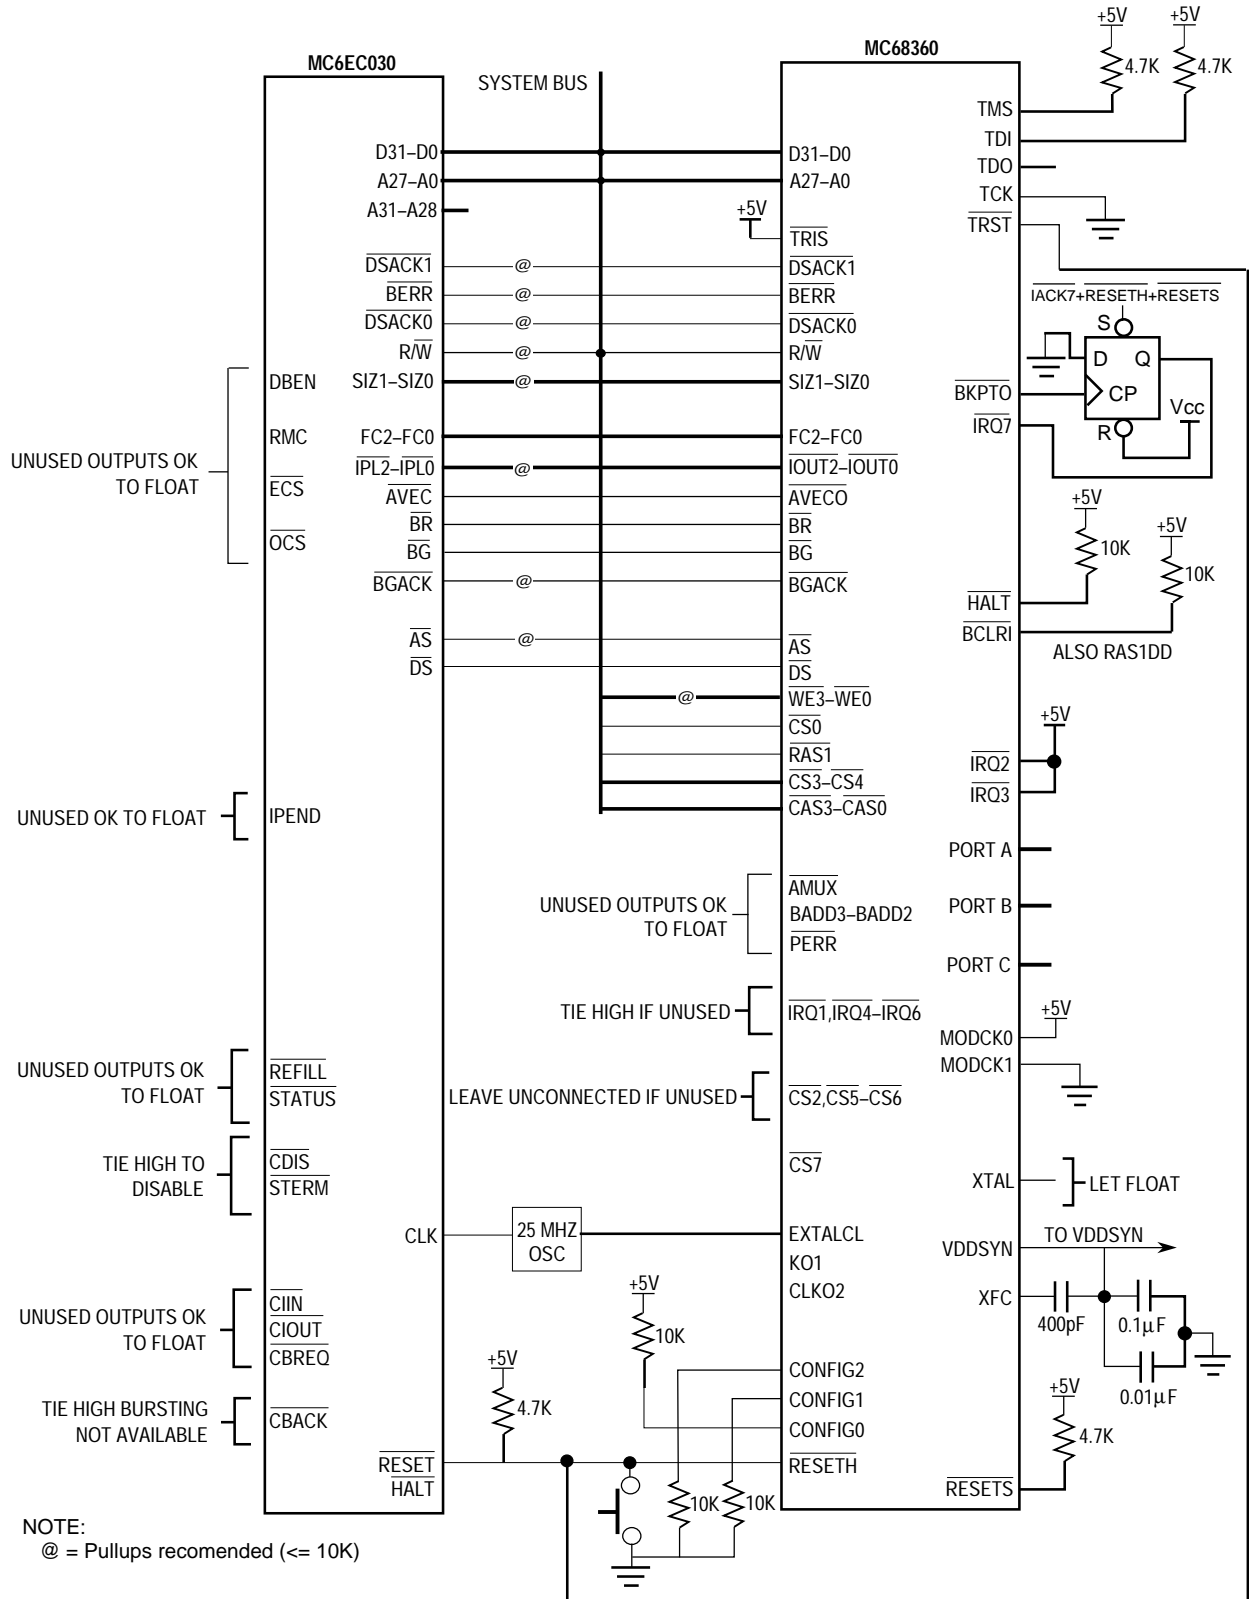 MC6EC030
SYSTEM BUS
MC68360
+5V
+5V
4.7K
4.7K
D31–D0
A27–A0
A31–A28
DSACK1
BERR
DSACK0
R/W
DBEN
SIZ1–SIZ0
RMC
FC2–FC0
UNUSED OUTPUTS OK
TO FLOAT
IPL2–IPL0
ECS
AVEC
BR
OCS
BG
BGACK
AS
DS
@
@
@
@
@
@
@
@
@
+5V
D31–D0
A27–A0
TRIS
DSACK1
BERR
DSACK0
R/W
SIZ1–SIZ0
FC2–FC0
IOUT2–IOUT0
AVECO
BR
BG
BGACK
AS
DS
WE3–WE0
CS0
RAS1
CS3–CS4
CAS3–CAS0
TMS
TDI
TDO
TCK
TRST
IACK7+RESETH+RESETS
S
D Q
CP
R
Vcc
BKPTO
IRQ7
+5V
10K
+5V
10K
HALT
BCLRI
ALSO RAS1DD
+5V
IRQ2
IRQ3
UNUSED OK TO FLOAT
IPEND
PORT A
PORT B
PORT C
UNUSED OUTPUTS OK
TO FLOAT
AMUX
BADD3–BADD2
PERR
TIE HIGH IF UNUSED
IRQ1,IRQ4–IRQ6
+5V
MODCK0
MODCK1
UNUSED OUTPUTS OK
TO FLOAT
REFILL
STATUS
LEAVE UNCONNECTED IF UNUSED
CS2,CS5–CS6
TIE HIGH TO
DISABLE
CDIS
STERM
CS7
XTAL
LET FLOAT
CLK
25 MHZ
OSC
EXTALCL
KO1
CLKO2
VDDSYN
TO VDDSYN
XFC
400pF
0.1µF
0.01µF
UNUSED OUTPUTS OK
TO FLOAT
CIIN
CIOUT
CBREQ
+5V
10K
+5V
4.7K
CONFIG2
CONFIG1
CONFIG0
TIE HIGH BURSTING
NOT AVAILABLE
CBACK
+5V
4.7K
RESET
HALT
RESETH
RESETS
10K
10K
NOTE:
@ = Pullups recomended (<= 10K)